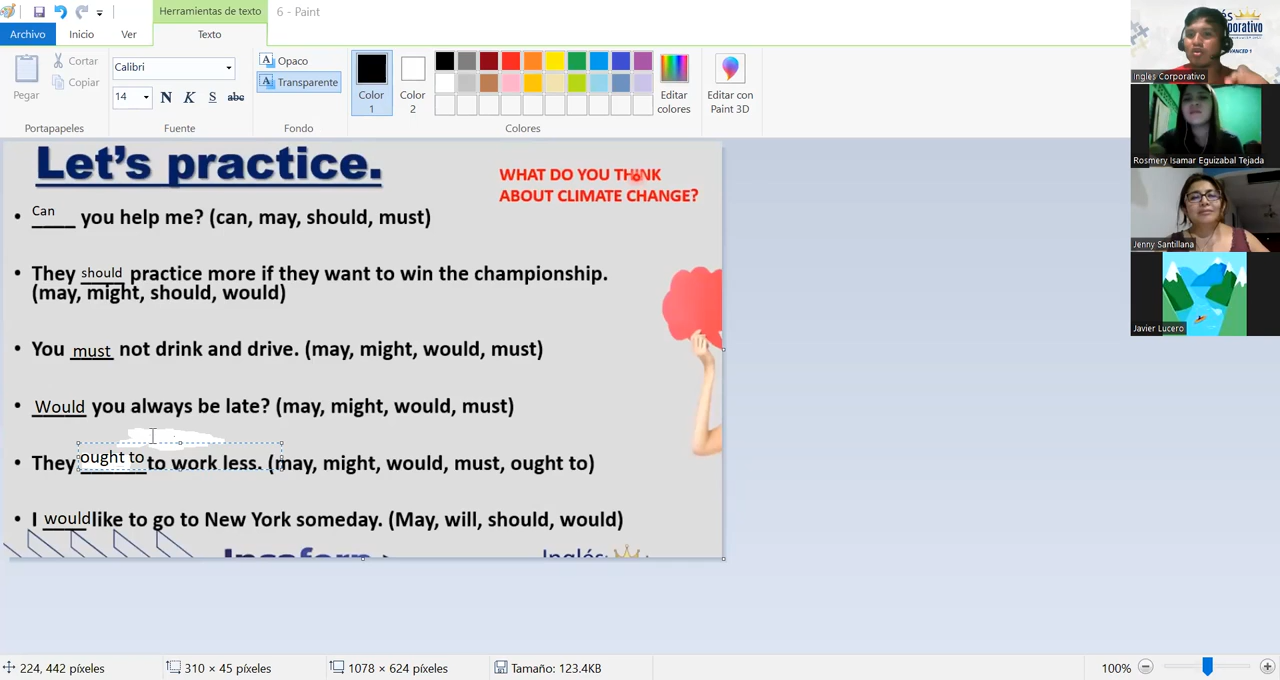 Herramientas de texto
6 - Paint
Archivo Inicio Ver Texto
Pegar
Cortar
Copiar
Portapapeles
Calibri
14 N K S abc
Fuente
Opaco
Transparente
Fondo
Color 1
Color 2
Editar colores
Editar con Paint 3D
Colores
Let's practice.
WHAT DO YOU THINK
ABOUT CLIMATE CHANGE?
• Can you help me? (can, may, should, must)
• They should practice more if they want to win the championship.
(may, might, should, would)
• You must not drink and drive. (may, might, would, must)
• Would you always be late? (may, might, would, must)
• They ought to to work less. (may, might, would, must, ought to)
• I would like to go to New York someday. (May, will, should, would)
Inglés
Ingles Corporativo
Rosmery Isamar Eguizabal Tejada
Jenny Santillana
Javier Lucero
224, 442 píxeles
310 × 45 píxeles
1078 × 624 píxeles
Tamaño: 123.4KB
100%